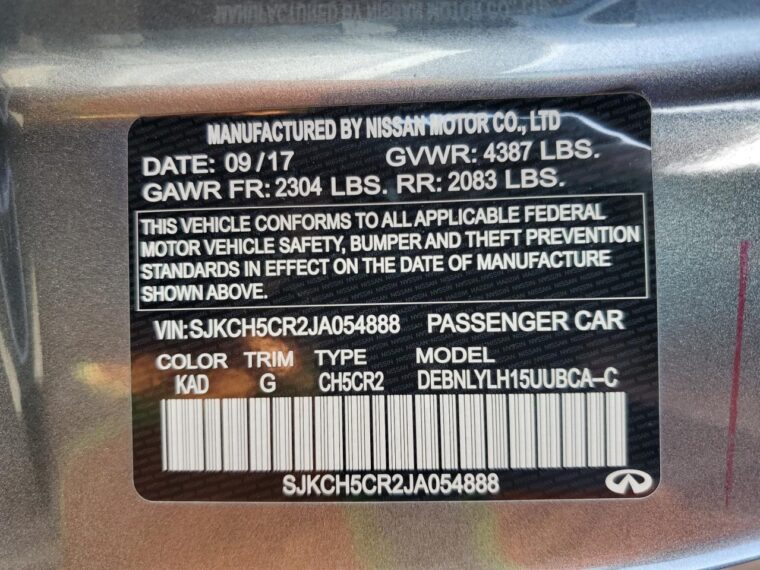 MANUFACTURED BY NISSAN MOTOR CO., LTD
DATE: 09/17 GVWR: 4387 LBS.
GAWR FR: 2304 LBS. RR: 2083 LBS.
THIS VEHICLE CONFORMS TO ALL APPLICABLE FEDERAL
MOTOR VEHICLE SAFETY, BUMPER AND THEFT PREVENTION
STANDARDS IN EFFECT ON THE DATE OF MANUFACTURE
SHOWN ABOVE.
VIN:SJKCH5CR2JA054888 PASSENGER CAR
COLOR TRIM TYPE MODEL
KAD G CH5CR2 DEBNLYLH15UUBCA-C
SJKCH5CR2JA054888